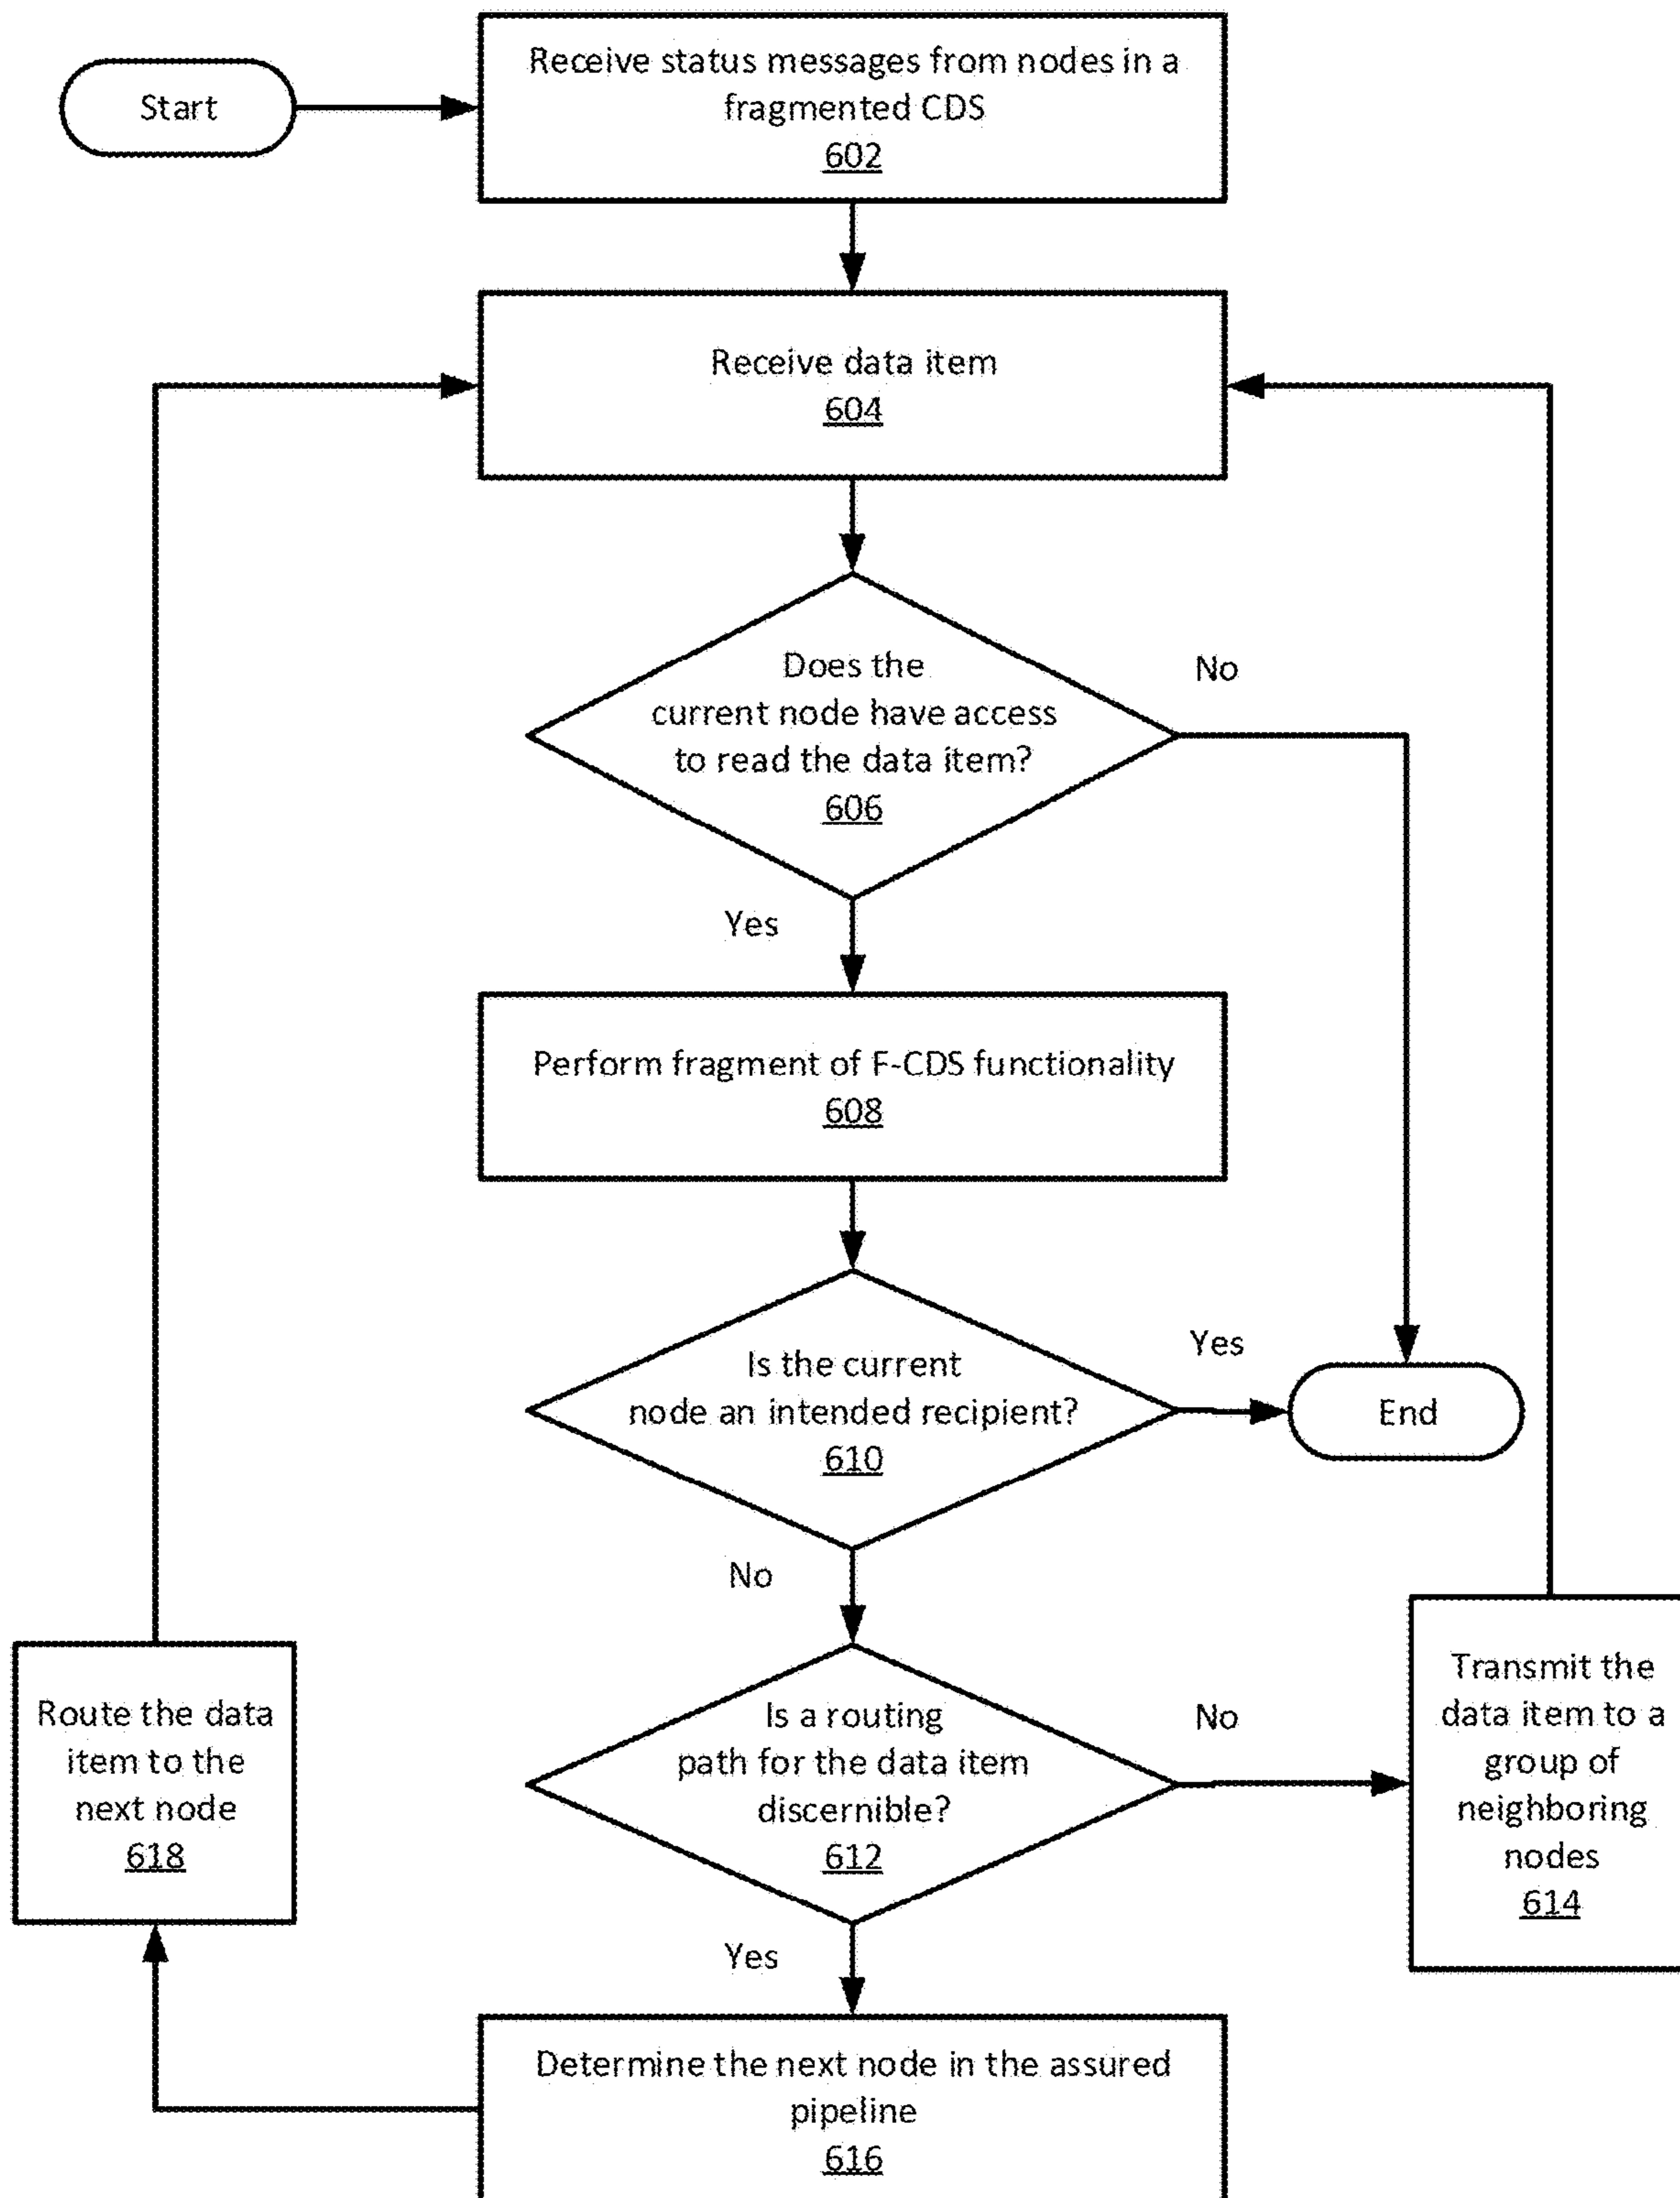 Start
Receive status messages from nodes in a
fragmented CDS
602
Receive data item
604
Does the
current node have access
to read the data item?
606
No
Yes
Perform fragment of F-CDS functionality
608
Is the current
node an intended recipient?
610
Yes
End
No
Is a routing
path for the data item
discernible?
612
No
Transmit the
data item to a
group of
neighboring
nodes
614
Yes
Route the data
item to the
next node
618
Determine the next node in the assured
pipeline
616